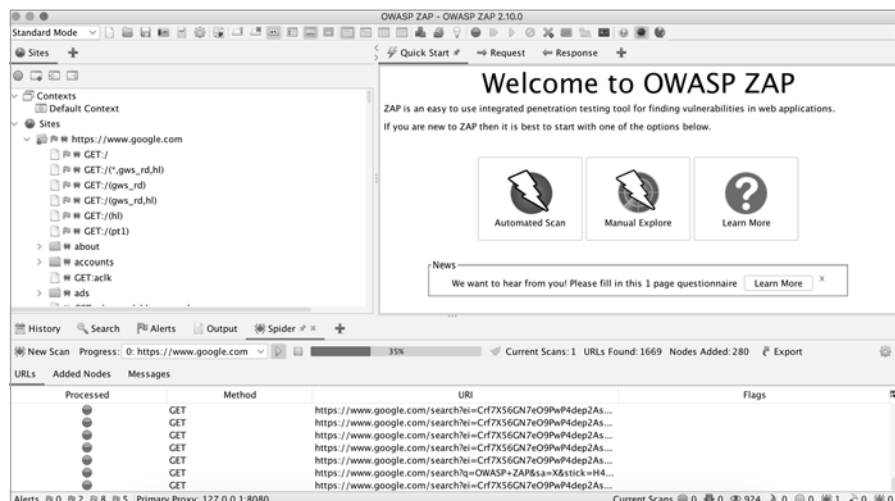 OWASP ZAP - OWASP ZAP 2.10.0
Standard Mode
Sites
Quick Start
Request
Response
Contexts
Default Context
Sites
https://www.google.com
GET:/
GET:/(*,gws_rd,hl)
GET:/(gws_rd)
GET:/(gws_rd,hl)
GET:/(hl)
GET:/(pt1)
about
accounts
GET:aclk
ads
Welcome to OWASP ZAP
ZAP is an easy to use integrated penetration testing tool for finding vulnerabilities in web applications.
If you are new to ZAP then it is best to start with one of the options below.
Automated Scan
Manual Explore
Learn More
News
We want to hear from you! Please fill in this 1 page questionnaire
Learn More
x
History
Search
Alerts
Output
Spider
New Scan
Progress:
0: https://www.google.com
35%
Current Scans: 1
URLs Found: 1669
Nodes Added: 280
Export
URLs
Added Nodes
Messages
Processed
Method
URI
Flags
GET
https://www.google.com/search?ei=Crf7X56GN7eO9PwP4dep2As...
GET
https://www.google.com/search?ei=Crf7X56GN7eO9PwP4dep2As...
GET
https://www.google.com/search?ei=Crf7X56GN7eO9PwP4dep2As...
GET
https://www.google.com/search?ei=Crf7X56GN7eO9PwP4dep2As...
GET
https://www.google.com/search?q=OWASP+ZAP&sa=X&stick=H4...
GET
https://www.google.com/search?ei=Crf7X56GN7eO9PwP4dep2As...
Alerts 0 2 8 5 Primary Proxy: 127.0.0.1:8080
Current Scans 0 0 924 0 0 1 0 0